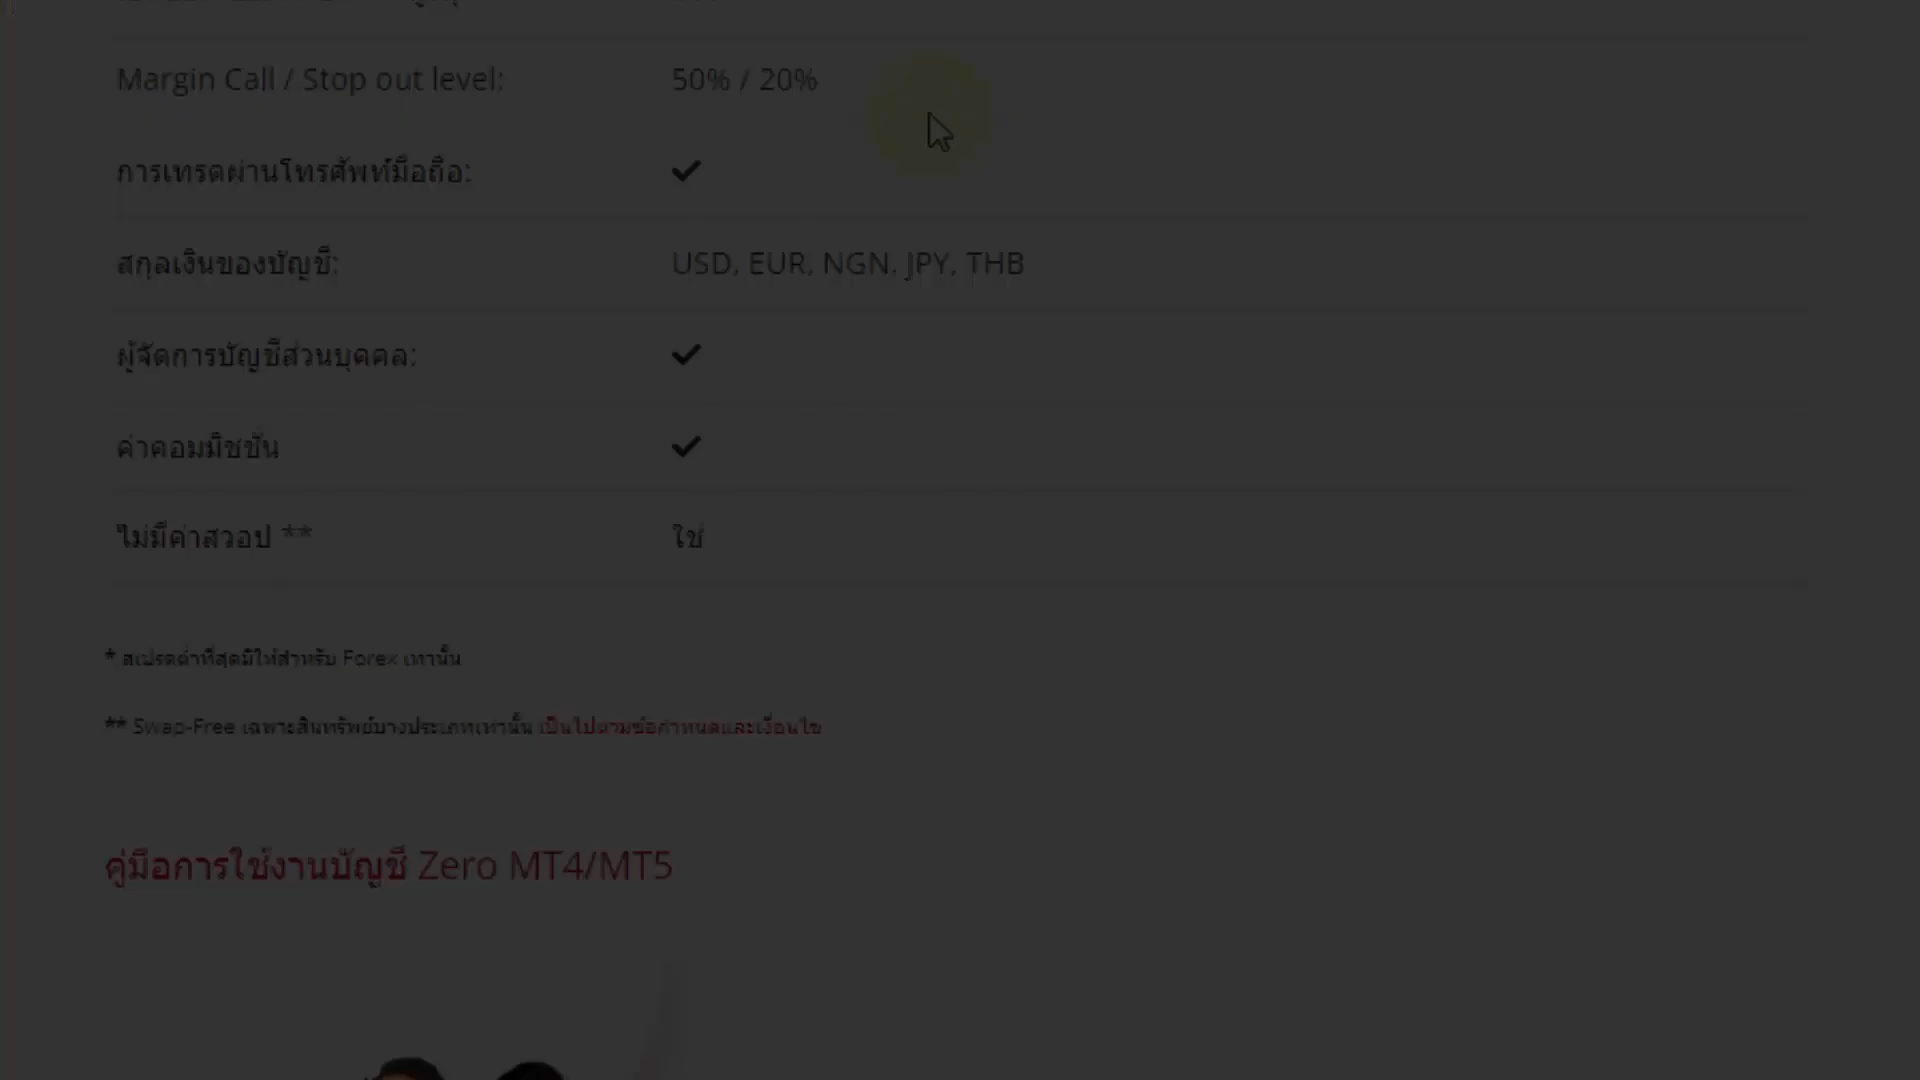 Margin Call / Stop out level: 50% / 20%
การเทรดผ่านโทรศัพท์มือถือ: ✔
สกุลเงินของบัญชี: USD, EUR, NGN, JPY, THB
ผู้จัดการบัญชีส่วนบุคคล: ✔
ค่าคอมมิชชั่น ✔
ไม่มีค่าสวอป ** ใช่
* สเปรดต่ำที่สุดมีให้สำหรับ Forex เท่านั้น
** Swap-Free เฉพาะสินทรัพย์บางประเภทเท่านั้น เป็นไปตามข้อกำหนดและเงื่อนไข
คู่มือการใช้งานบัญชี Zero MT4/MT5